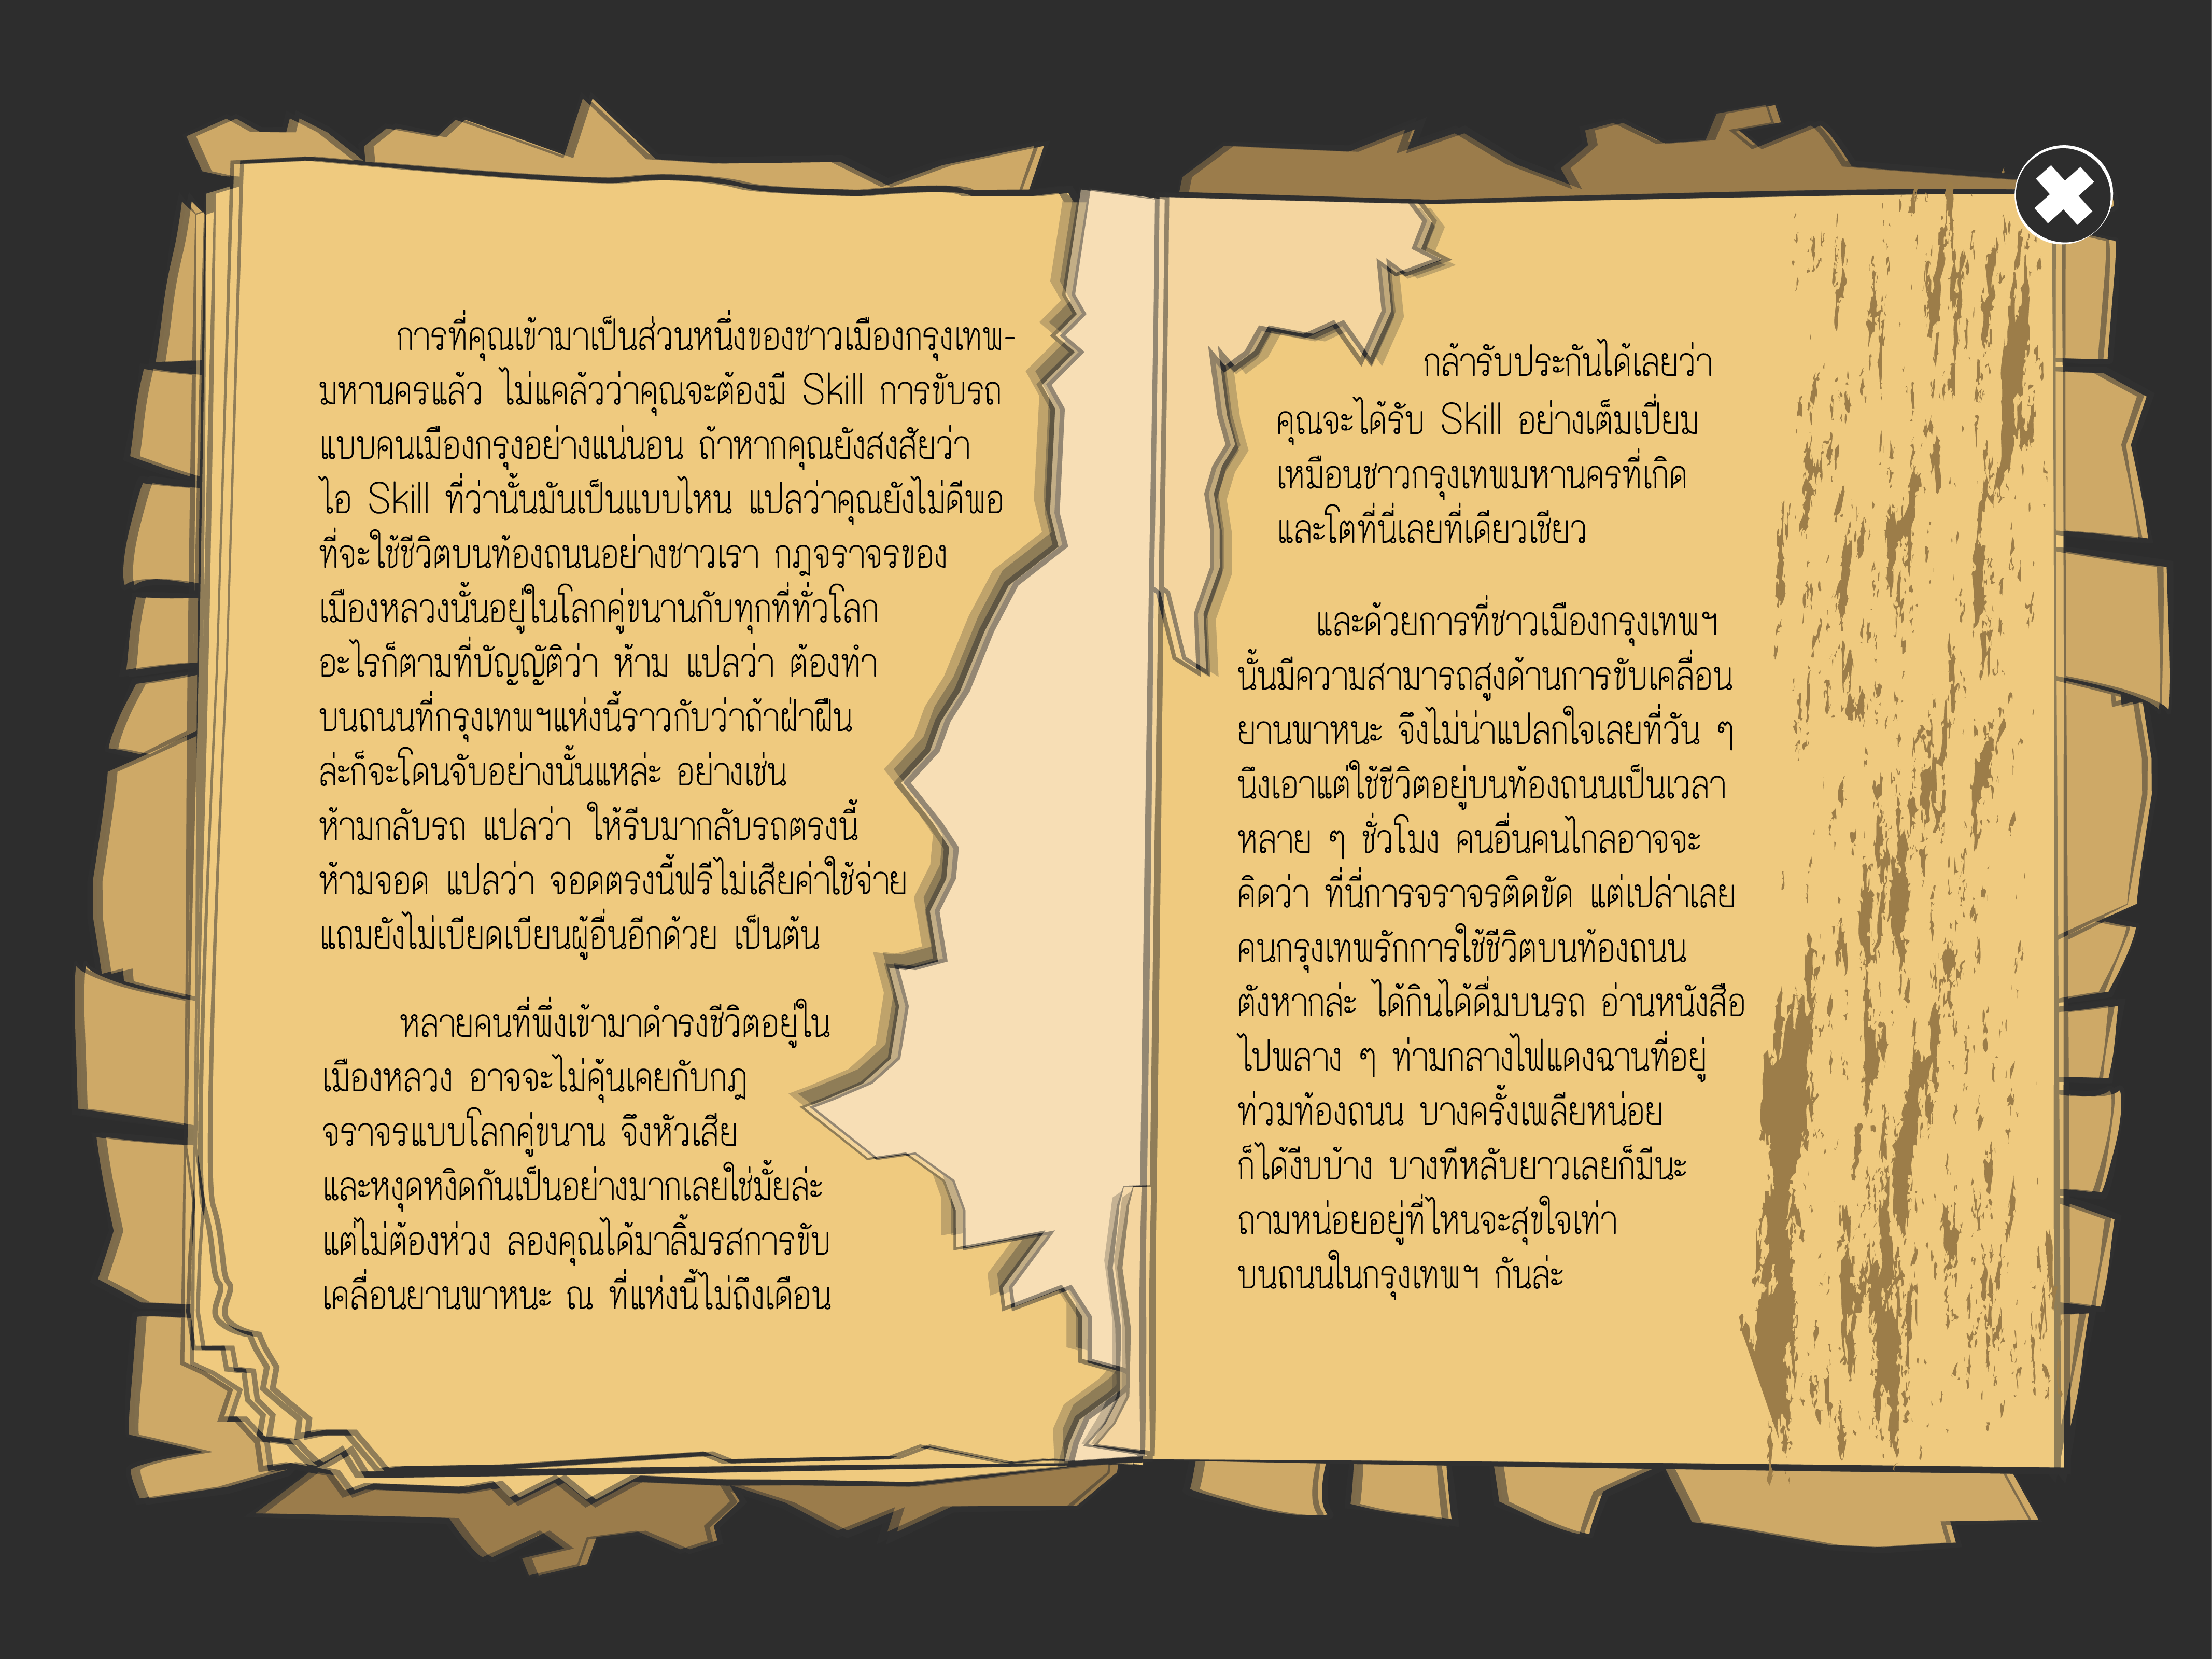 การที่คุณเข้ามาเป็นส่วนหนึ่งของชาวเมืองกรุงเทพ-
มหานครแล้ว ไม่แคล้วว่าคุณจะต้องมี Skill การขับรถ
แบบคนเมืองกรุงอย่างแน่นอน ถ้าหากคุณยังสงสัยว่า
ไอ Skill ที่ว่านั้นมันเป็นแบบไหน แปลว่าคุณยังไม่ดีพอ
ที่จะใช้ชีวิตบนท้องถนนอย่างชาวเรา กฎจราจรของ
เมืองหลวงนั้นอยู่ในโลกคู่ขนานกับทุกที่ทั่วโลก
อะไรก็ตามที่บัญญัติว่า ห้าม แปลว่า ต้องทำ
บนถนนที่กรุงเทพฯแห่งนี้ราวกับว่าถ้าฝ่าฝืน
ล่ะก็จะโดนจับอย่างนั้นแหล่ะ อย่างเช่น
ห้ามกลับรถ แปลว่า ให้รีบมากลับรถตรงนี้
ห้ามจอด แปลว่า จอดตรงนี้ฟรีไม่เสียค่าใช้จ่าย
แถมยังไม่เบียดเบียนผู้อื่นอีกด้วย เป็นต้น
หลายคนที่พึ่งเข้ามาดำรงชีวิตอยู่ใน
เมืองหลวง อาจจะไม่คุ้นเคยกับกฎ
จราจรแบบโลกคู่ขนาน จึงหัวเสีย
และหงุดหงิดกันเป็นอย่างมากเลยใช่มั้ยล่ะ
แต่ไม่ต้องห่วง ลองคุณได้มาลิ้มรสการขับ
เคลื่อนยานพาหนะ ณ ที่แห่งนี้ไม่ถึงเดือน
กล้ารับประกันได้เลยว่า
คุณจะได้รับ Skill อย่างเต็มเปี่ยม
เหมือนชาวกรุงเทพมหานครที่เกิด
และโตที่นี่เลยที่เดียวเชียว
และด้วยการที่ชาวเมืองกรุงเทพฯ
นั้นมีความสามารถสูงด้านการขับเคลื่อน
ยานพาหนะ จึงไม่น่าแปลกใจเลยที่วัน ๆ
นึงเอาแต่ใช้ชีวิตอยู่บนท้องถนนเป็นเวลา
หลาย ๆ ชั่วโมง คนอื่นคนไกลอาจจะ
คิดว่า ที่นี่การจราจรติดขัด แต่เปล่าเลย
คนกรุงเทพรักการใช้ชีวิตบนท้องถนน
ตังหากล่ะ ได้กินได้ดื่มบนรถ อ่านหนังสือ
ไปพลาง ๆ ท่ามกลางไฟแดงฉานที่อยู่
ท่วมท้องถนน บางครั้งเพลียหน่อย
ก็ได้งีบบ้าง บางทีหลับยาวเลยก็มีนะ
ถามหน่อยอยู่ที่ไหนจะสุขใจเท่า
บนถนนในกรุงเทพฯ กันล่ะ